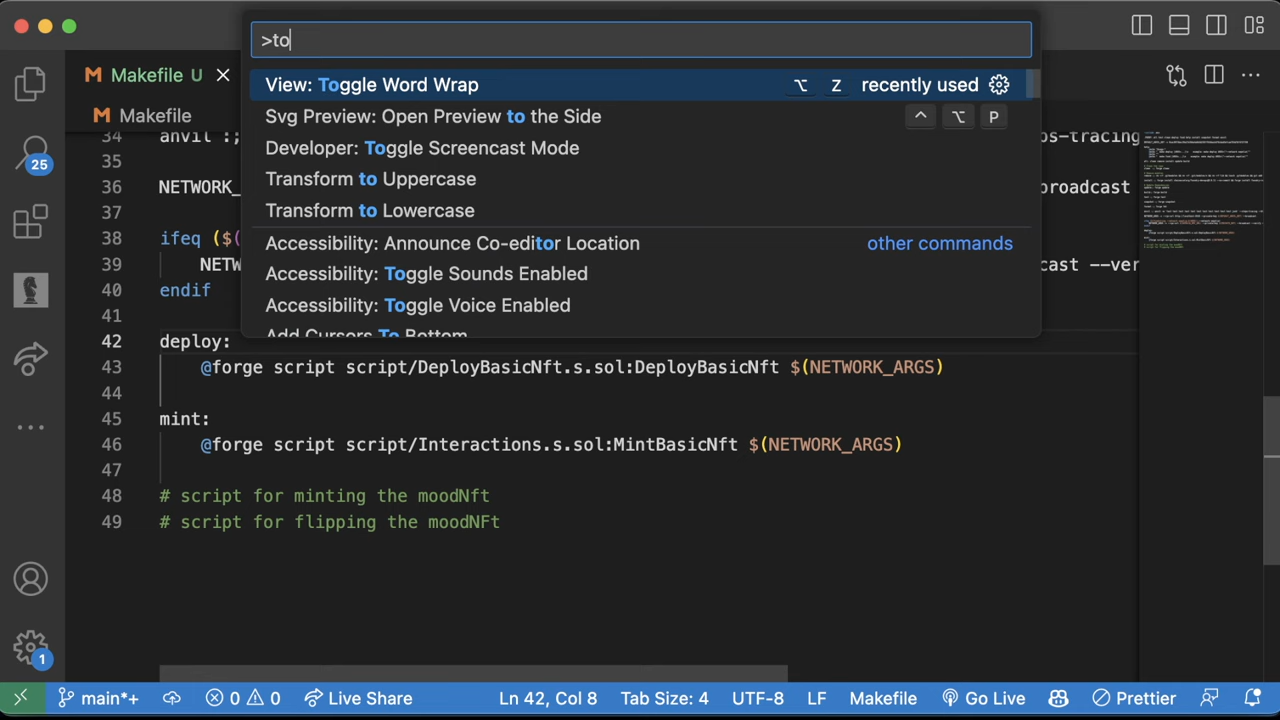 >to
Makefile U
View: Toggle Word Wrap ⌥ Z recently used
Svg Preview: Open Preview to the Side ^ ⌥ P
Developer: Toggle Screencast Mode
Transform to Uppercase
Transform to Lowercase
Accessibility: Announce Co-editor Location other commands
Accessibility: Toggle Sounds Enabled
Accessibility: Toggle Voice Enabled
Add Cursors To Bottom
Makefile
34 anvil :; os-tracing
35
36 NETWORK_ broadcast
37
38 ifeq ($(
39 NETW cast --ver
40 endif
41
42 deploy:
43 @forge script script/DeployBasicNft.s.sol:DeployBasicNft $(NETWORK_ARGS)
44
45 mint:
46 @forge script script/Interactions.s.sol:MintBasicNft $(NETWORK_ARGS)
47
48 # script for minting the moodNft
49 # script for flipping the moodNFt
25
1
main*+ 0 0 Live Share Ln 42, Col 8 Tab Size: 4 UTF-8 LF Makefile Go Live Prettier